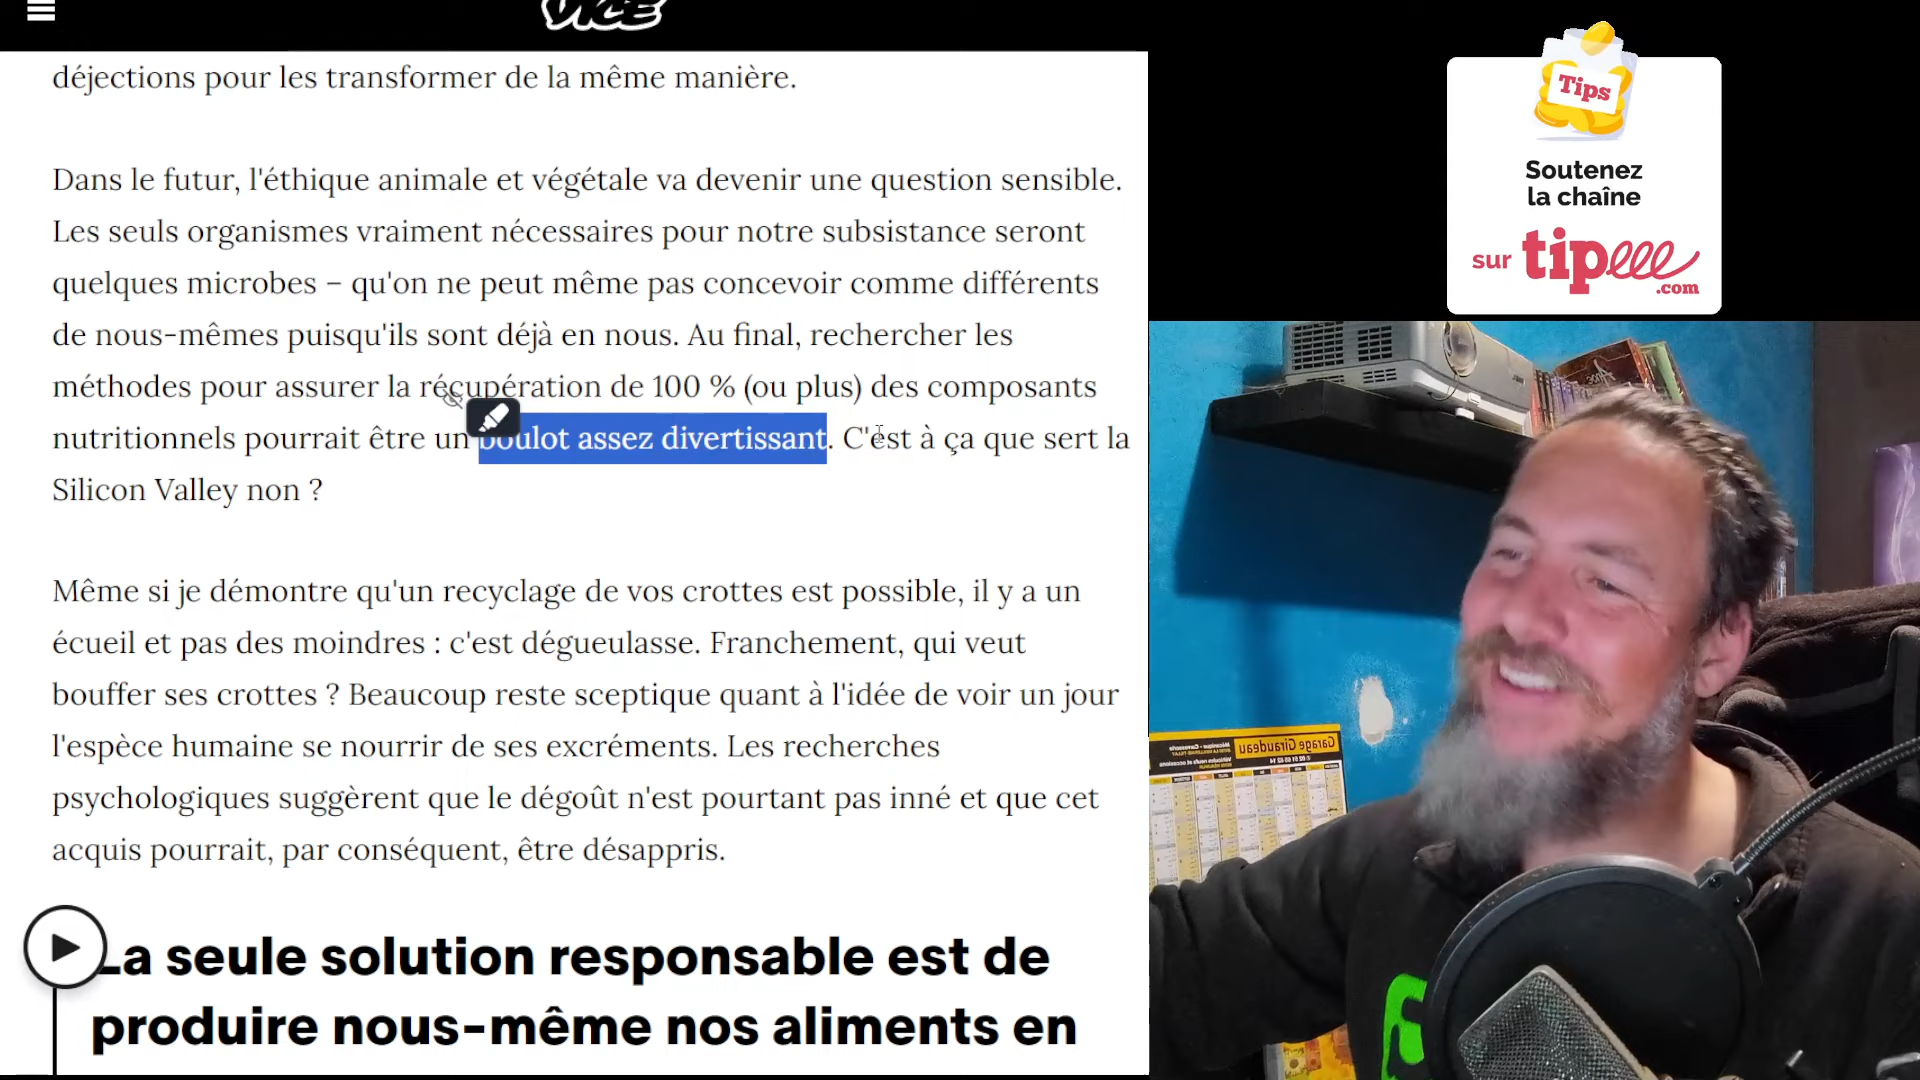 VICE
déjections pour les transformer de la même manière.
Dans le futur, l'éthique animale et végétale va devenir une question sensible.
Les seuls organismes vraiment nécessaires pour notre subsistance seront
quelques microbes – qu'on ne peut même pas concevoir comme différents
de nous-mêmes puisqu'ils sont déjà en nous. Au final, rechercher les
méthodes pour assurer la récupération de 100 % (ou plus) des composants
nutritionnels pourrait être un boulot assez divertissant. C'est à ça que sert la
Silicon Valley non ?
Même si je démontre qu'un recyclage de vos crottes est possible, il y a un
écueil et pas des moindres : c'est dégueulasse. Franchement, qui veut
bouffer ses crottes ? Beaucoup reste sceptique quant à l'idée de voir un jour
l'espèce humaine se nourrir de ses excréments. Les recherches
psychologiques suggèrent que le dégoût n'est pourtant pas inné et que cet
acquis pourrait, par conséquent, être désappris.
La seule solution responsable est de
produire nous-même nos aliments en
Tips
Soutenez
la chaîne
sur tipeee
.com
Garage Giraudeau